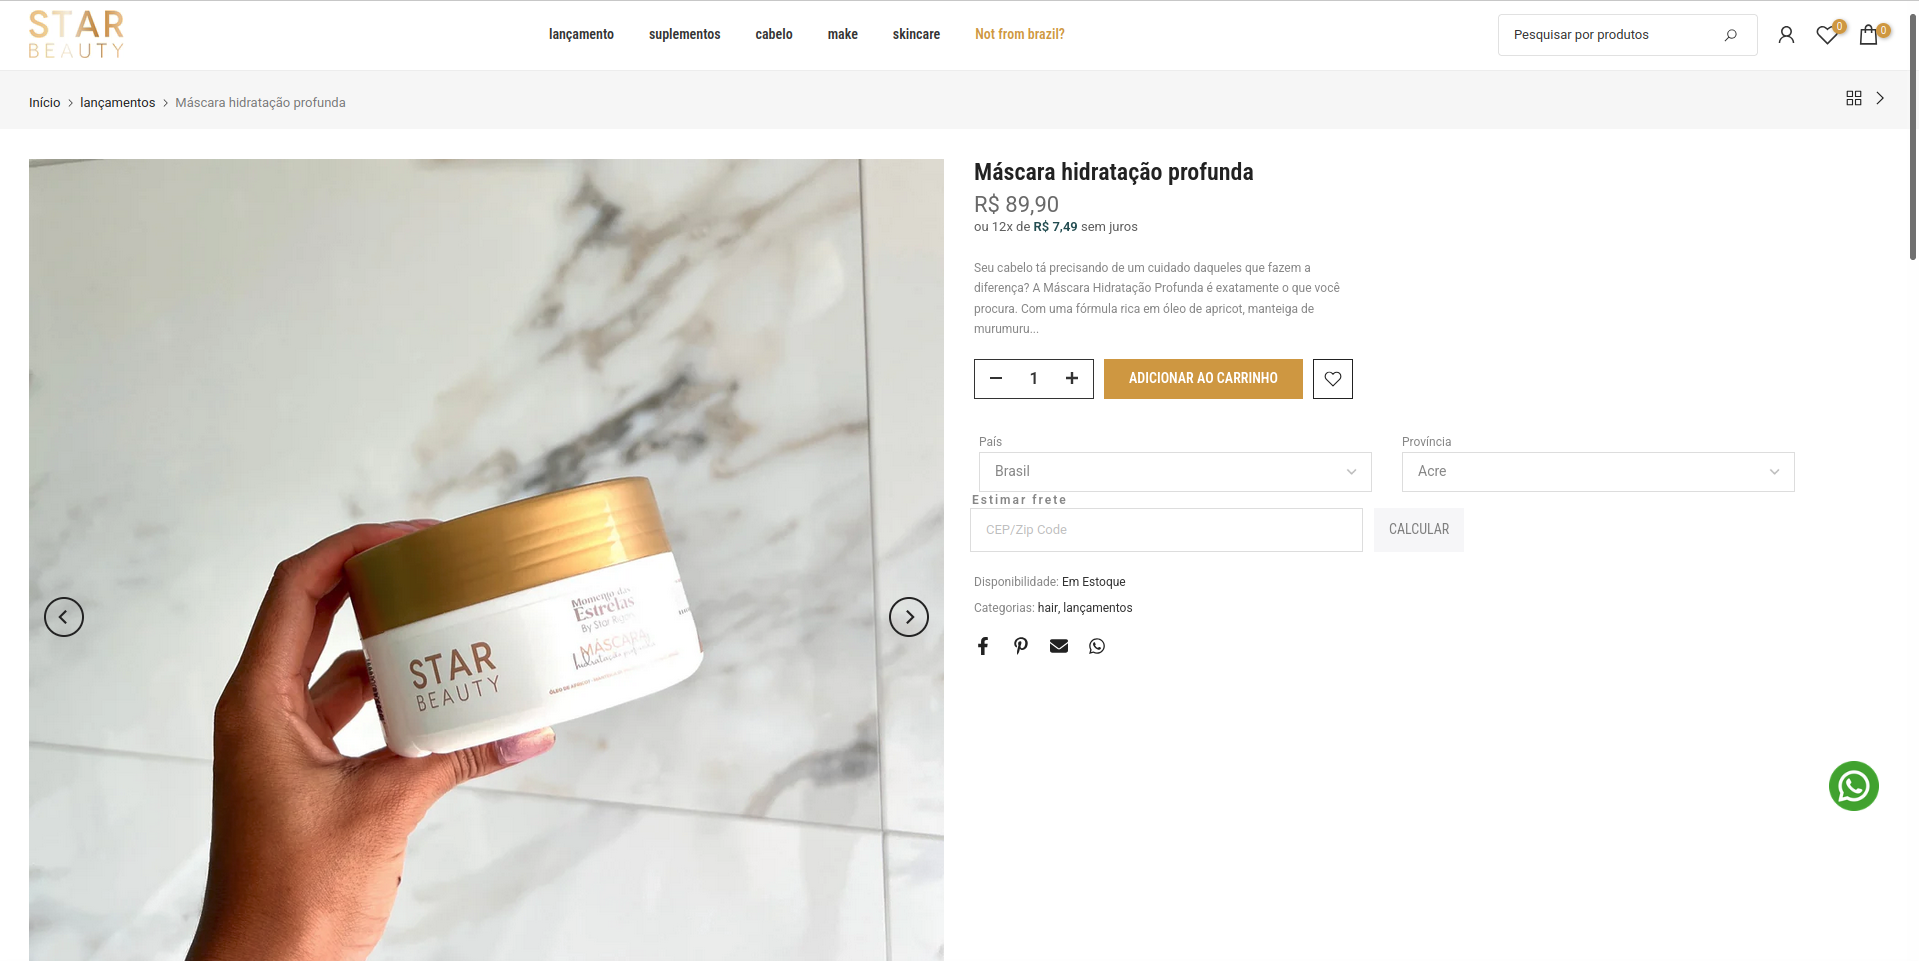 STAR
BEAUTY
lançamento
suplementos
cabelo
make
skincare
Not from brazil?
Pesquisar por produtos
0
0
Início
lançamentos
Máscara hidratação profunda
Máscara hidratação profunda
R$ 89,90
ou 12x de R$ 7,49 sem juros
Seu cabelo tá precisando de um cuidado daqueles que fazem a
diferença? A Máscara Hidratação Profunda é exatamente o que você
procura. Com uma fórmula rica em óleo de apricot, manteiga de
murumuru...
1
ADICIONAR AO CARRINHO
País
Província
Brasil
Acre
Estimar frete
CEP/Zip Code
CALCULAR
Disponibilidade: Em Estoque
Categorias: hair, lançamentos
STAR
BEAUTY
Momento das
Estrelas
By Star Rigor
MÁSCARA
hidratação profunda
ÓLEO DE APRICOT